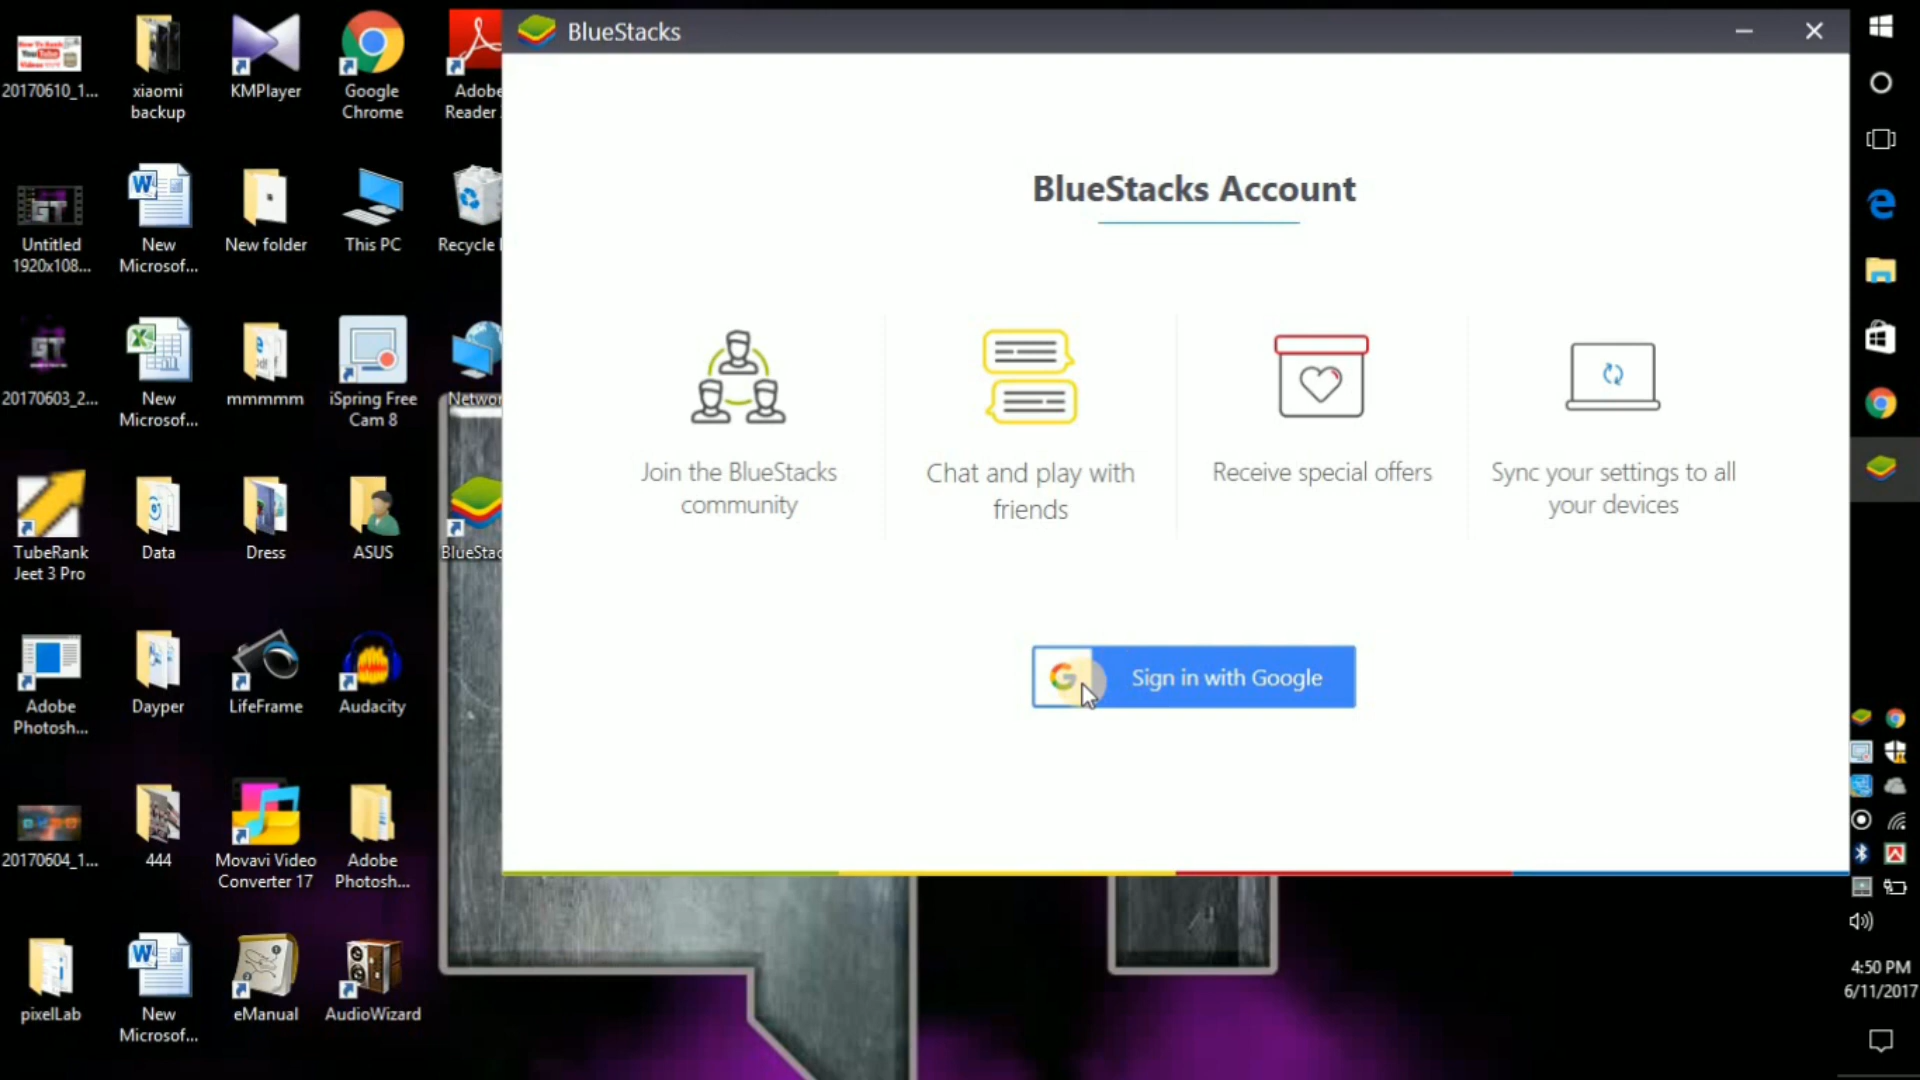 BlueStacks
BlueStacks Account
Join the BlueStacks
community
Chat and play with
friends
Receive special offers
Sync your settings to all
your devices
Sign in with Google
20170610_1...
xiaomi
backup
KMPlayer
Google
Chrome
Adobe
Reader
Untitled
1920x108...
New
Microsof...
New folder
This PC
Recycle
20170603_2...
New
Microsof...
mmmmm
iSpring Free
Cam 8
Networ
TubeRank
Jeet 3 Pro
Data
Dress
ASUS
BlueStac
Adobe
Photosh...
Dayper
LifeFrame
Audacity
20170604_1...
444
Movavi Video
Converter 17
Adobe
Photosh...
pixelLab
New
Microsof...
eManual
AudioWizard
4:50 PM
6/11/2017